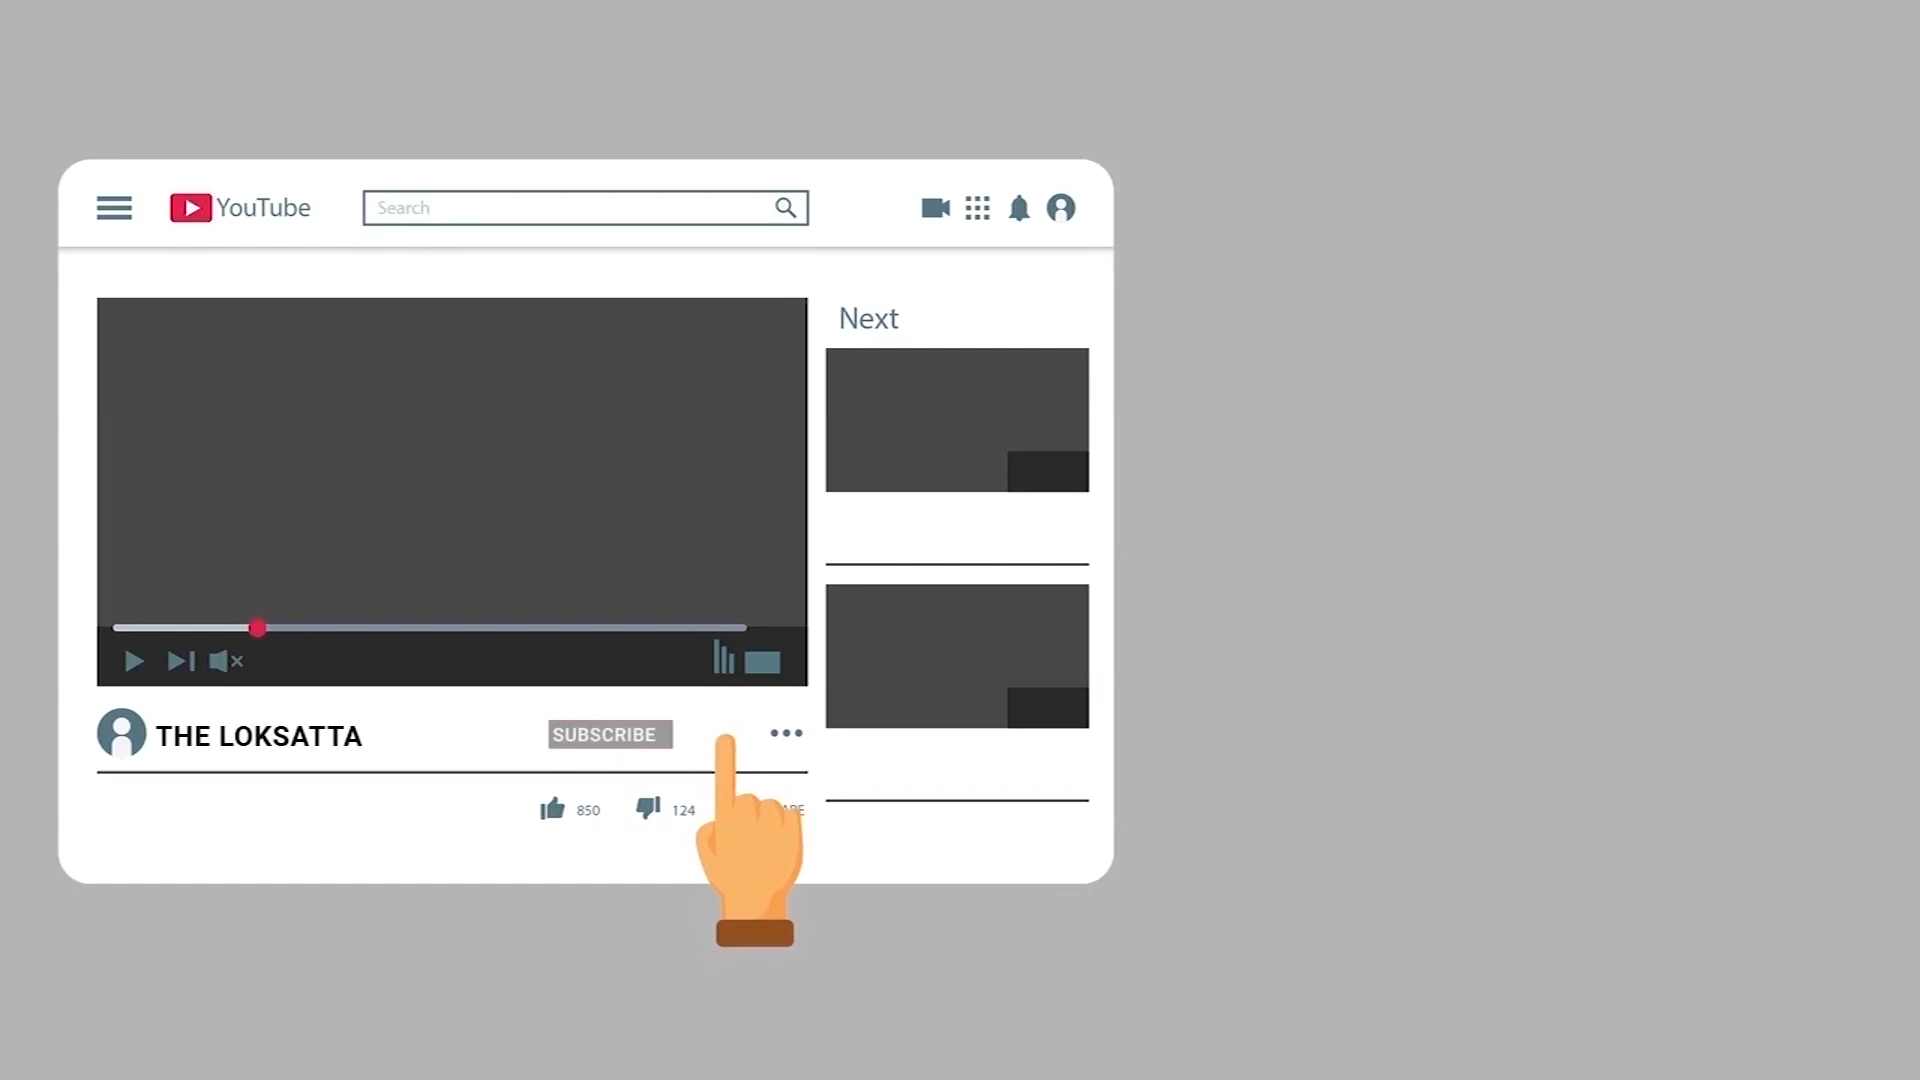 YouTube
Search
Next
THE LOKSATTA
SUBSCRIBE
850
124